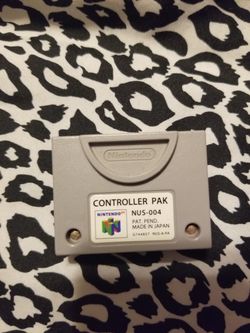 Nintendo
CONTROLLER PAK
NUS-004
PAT. PEND.
MADE IN JAPAN
NINTENDO 64